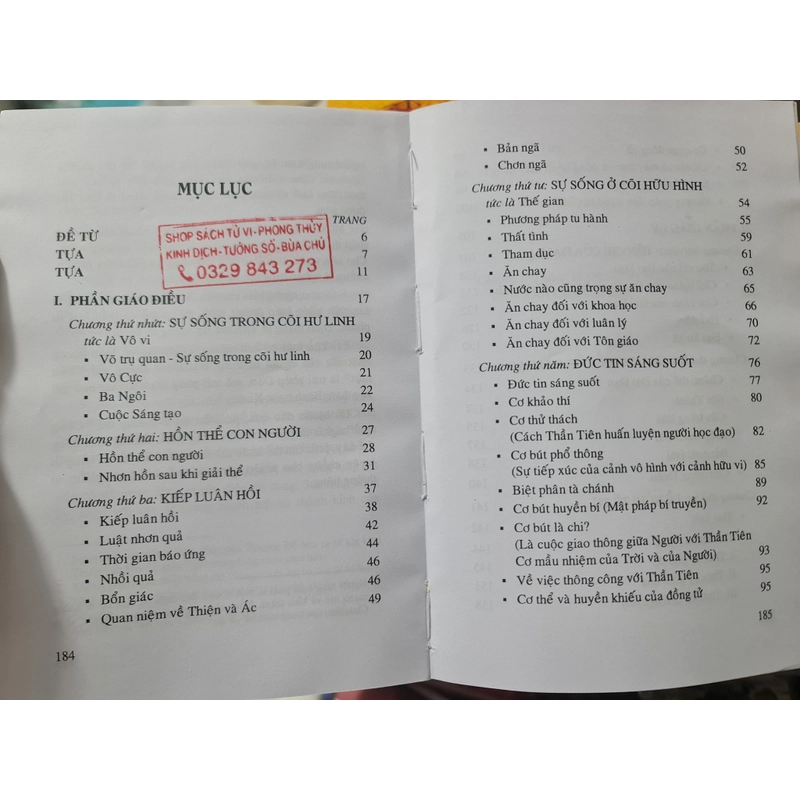 MỤC LỤC
TRANG
ĐỀ TỪ 6
TỰA 7
TỰA 11
SHOP SÁCH TỬ VI-PHONG THỦY
KINH DỊCH-TƯỚNG SỐ-BÙA CHÚ
0329 843 273
I. PHẦN GIÁO ĐIỀU 17
Chương thứ nhứt: SỰ SỐNG TRONG CÕI HƯ LINH
tức là Vô vi 19
▪ Võ trụ quan - Sự sống trong cõi hư linh 20
▪ Vô Cực 21
▪ Ba Ngôi 22
▪ Cuộc Sáng tạo 24
Chương thứ hai: HỒN THỂ CON NGƯỜI 27
▪ Hồn thể con người 28
▪ Nhơn hồn sau khi giải thể 31
Chương thứ ba: KIẾP LUÂN HỒI 37
▪ Kiếp luân hồi 38
▪ Luật nhơn quả 42
▪ Thời gian báo ứng 44
▪ Nhồi quả 46
▪ Bổn giác 46
▪ Quan niệm về Thiện và Ác 49
184
▪ Bản ngã 50
▪ Chơn ngã 52
Chương thứ tư: SỰ SỐNG Ở CÕI HỮU HÌNH
tức là Thế gian 54
▪ Phương pháp tu hành 55
▪ Thất tình 59
▪ Tham dục 61
▪ Ăn chay 63
▪ Nước nào cũng trọng sự ăn chay 65
▪ Ăn chay đối với khoa học 66
▪ Ăn chay đối với luân lý 70
▪ Ăn chay đối với Tôn giáo 72
Chương thứ năm: ĐỨC TIN SÁNG SUỐT 76
▪ Đức tin sáng suốt 77
▪ Cơ khảo thí 80
▪ Cơ thử thách
(Cách Thần Tiên huấn luyện người học đạo) 82
▪ Cơ bút phổ thông
(Sự tiếp xúc của cảnh vô hình với cảnh hữu vi) 85
▪ Biệt phân tà chánh 89
▪ Cơ bút huyền bí (Mật pháp bí truyền) 92
▪ Cơ bút là chi?
(Là cuộc giao thông giữa Người với Thần Tiên
Cơ mầu nhiệm của Trời và của Người) 93
▪ Về việc thông công với Thần Tiên 95
▪ Cơ thể và huyền khiếu của đồng tử 95
185